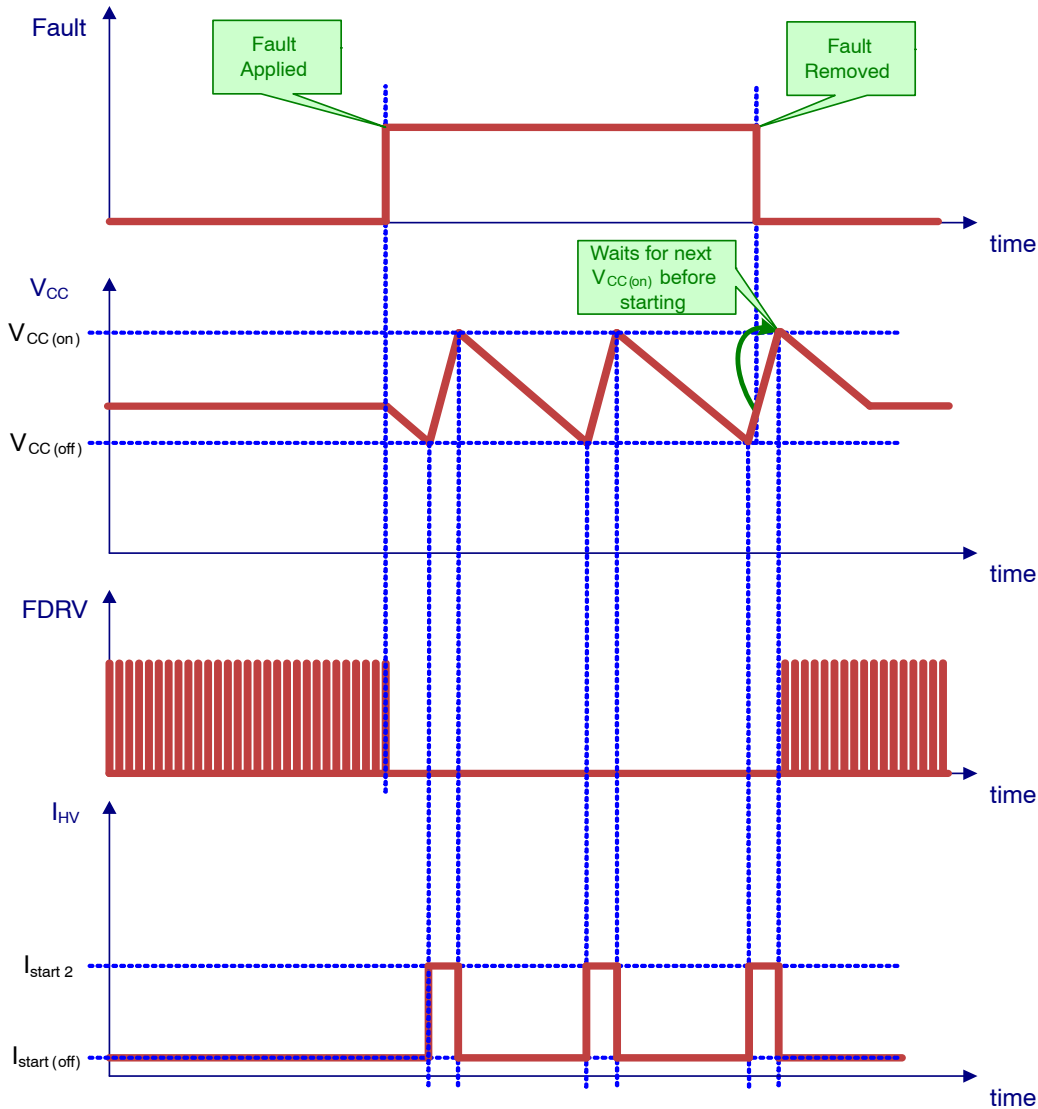 Fault
Fault
Applied
Fault
Removed
time
Waits for next
VCC(on) before
starting
VCC
VCC (on)
VCC (off)
time
FDRV
time
IHV
Istart 2
Istart (off)
time